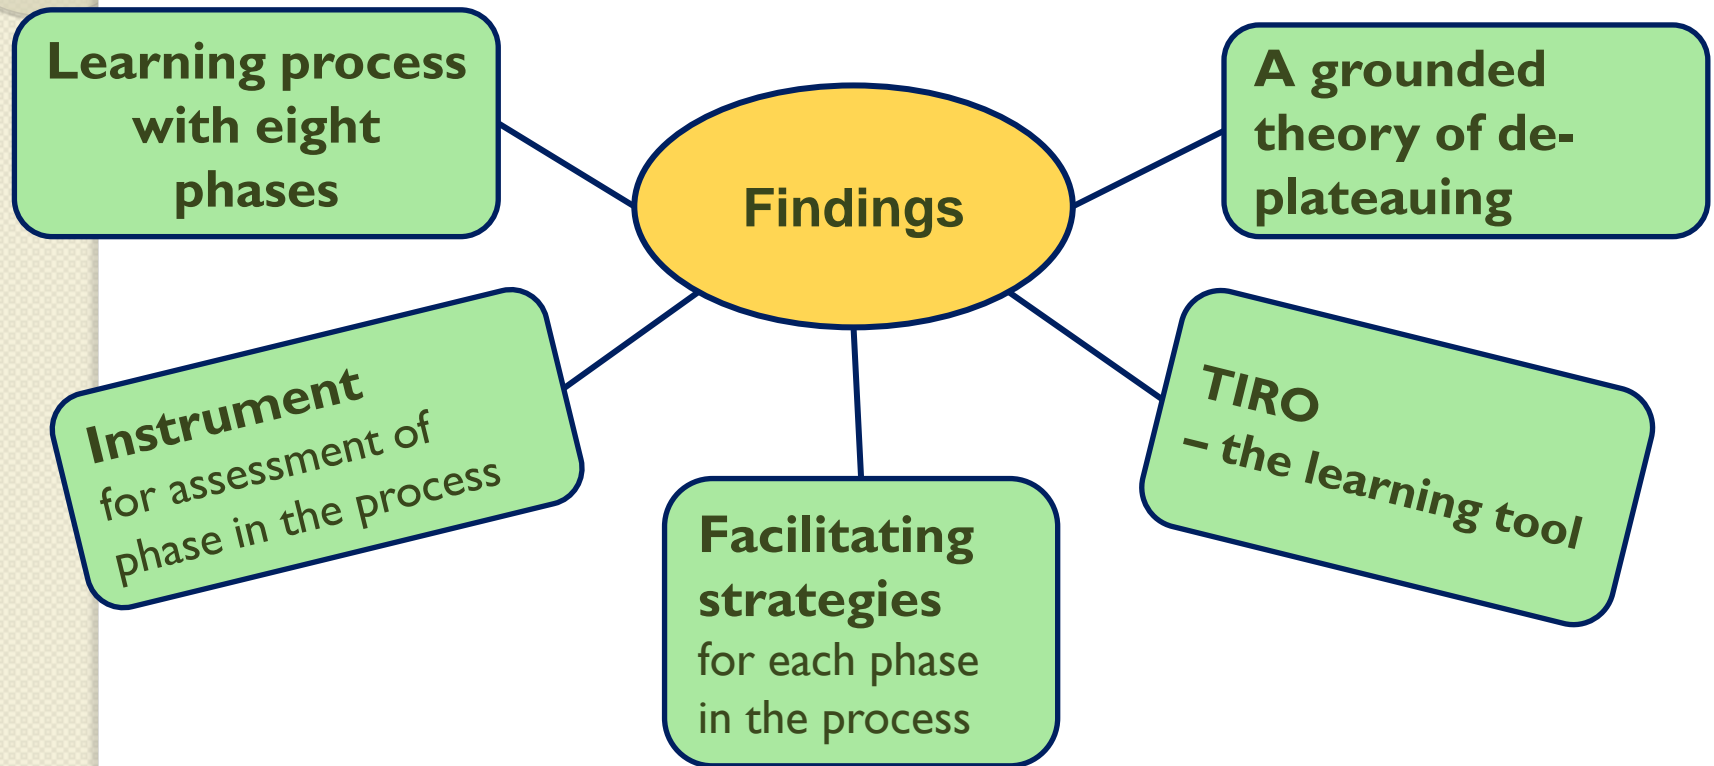 Learning process
with eight
phases
Findings
A grounded
theory of de-
plateauing
Instrument
for assessment of
phase in the process
Facilitating
strategies
for each phase
in the process
TIRO
– the learning tool